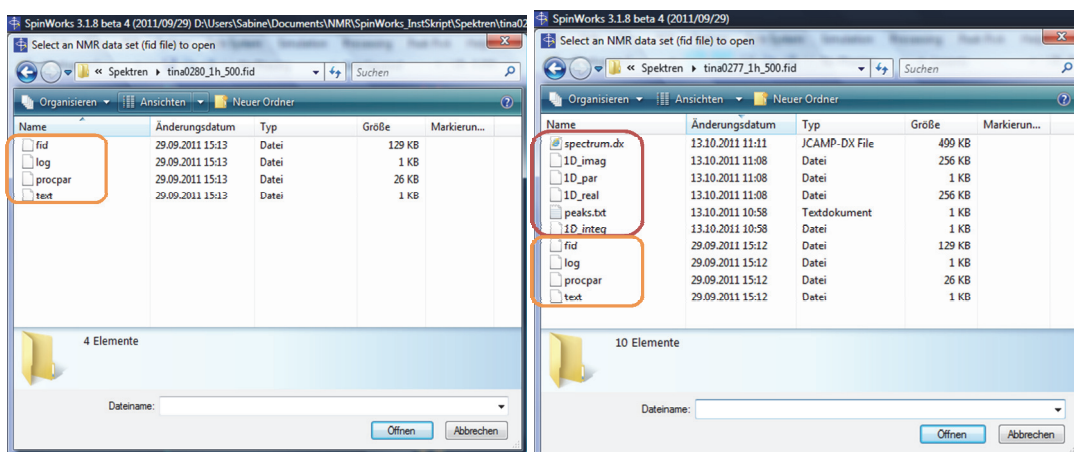 SpinWorks 3.1.8 beta 4 (2011/09/29) D:\Users\Sabine\Documents\NMR\SpinWorks_InstSkript\Spektren\tina02
Select an NMR data set (fid file) to open
« Spektren ▸ tina0280_1h_500.fid Suchen
Organisieren Ansichten Neuer Ordner
Name Änderungsdatum Typ Größe Markierun...
fid 29.09.2011 15:13 Datei 129 KB
log 29.09.2011 15:13 Datei 1 KB
procpar 29.09.2011 15:13 Datei 26 KB
text 29.09.2011 15:13 Datei 1 KB
4 Elemente
Dateiname:
Öffnen Abbrechen
SpinWorks 3.1.8 beta 4 (2011/09/29)
Select an NMR data set (fid file) to open
« Spektren ▸ tina0277_1h_500.fid Suchen
Organisieren Ansichten Neuer Ordner
Name Änderungsdatum Typ Größe Markierun...
spectrum.dx 13.10.2011 11:11 JCAMP-DX File 499 KB
1D_imag 13.10.2011 11:08 Datei 256 KB
1D_par 13.10.2011 11:08 Datei 1 KB
1D_real 13.10.2011 11:08 Datei 256 KB
peaks.txt 13.10.2011 10:58 Textdokument 1 KB
1D_integ 13.10.2011 10:58 Datei 1 KB
fid 29.09.2011 15:12 Datei 129 KB
log 29.09.2011 15:12 Datei 1 KB
procpar 29.09.2011 15:12 Datei 26 KB
text 29.09.2011 15:12 Datei 1 KB
10 Elemente
Dateiname:
Öffnen Abbrechen